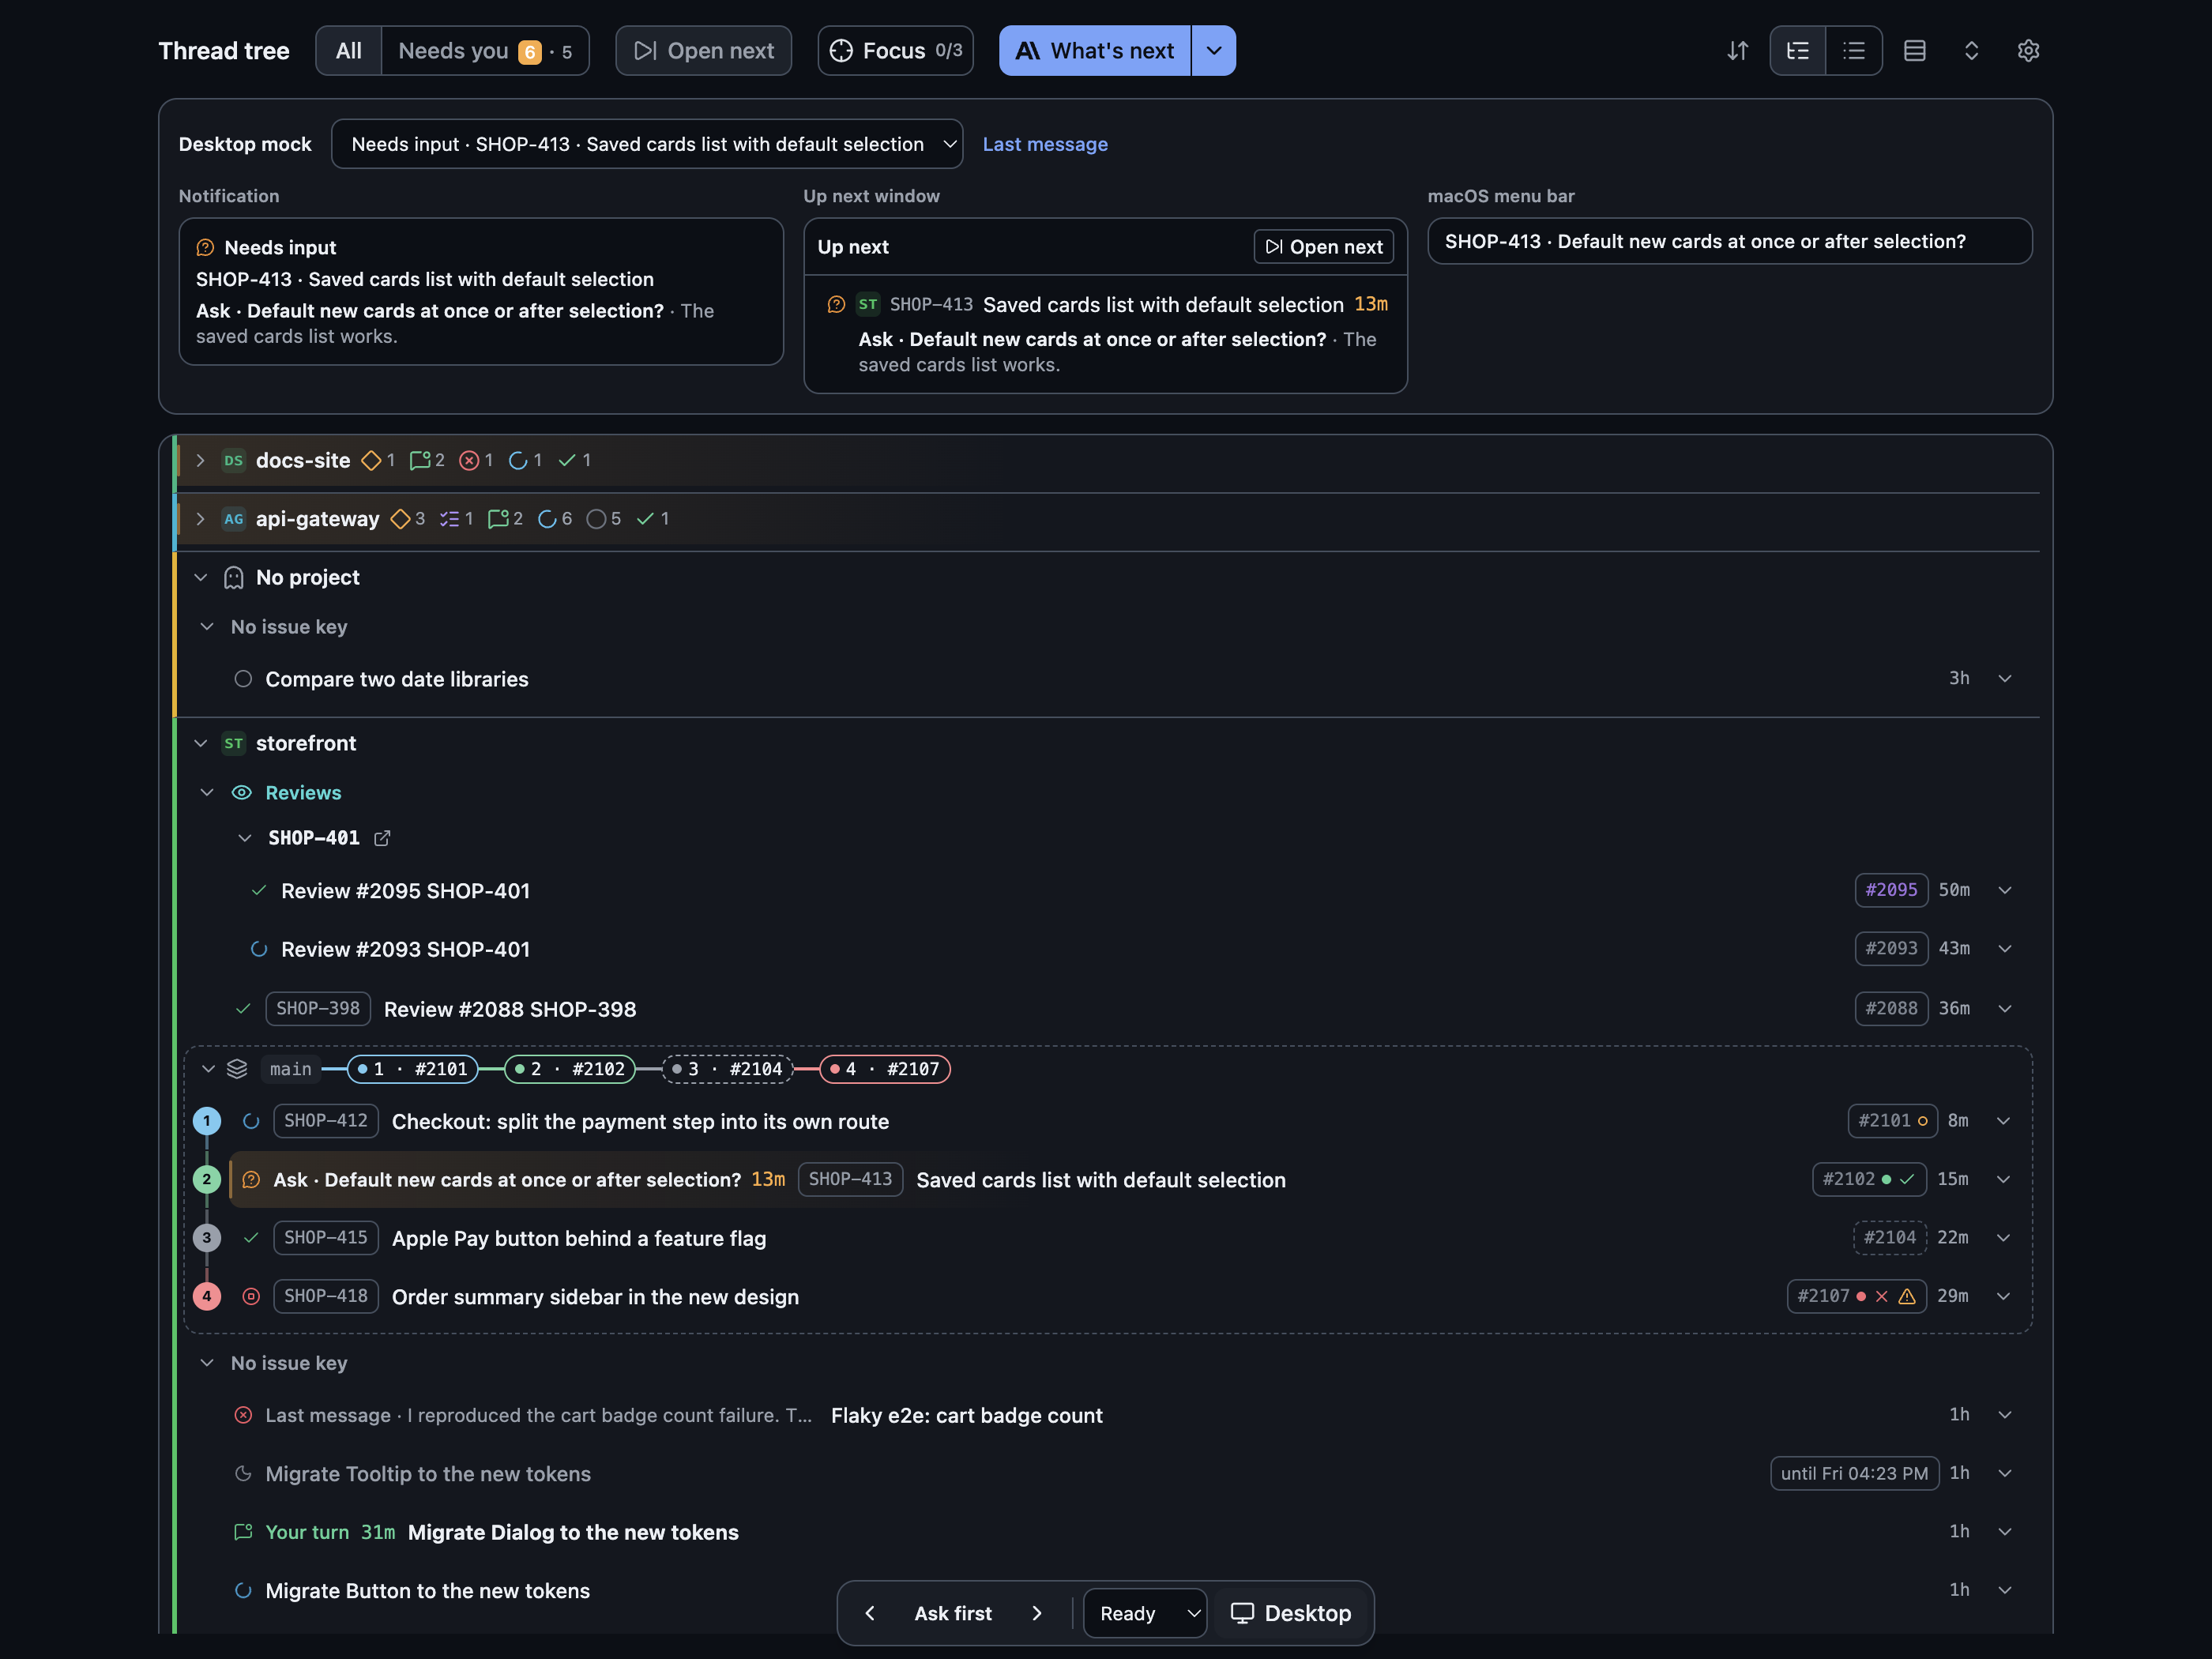 Thread tree All Needs you 6 · 5 Open next Focus 0/3 What's next
Desktop mock Needs input · SHOP-413 · Saved cards list with default selection Last message
Notification
Needs input
SHOP-413 · Saved cards list with default selection
Ask · Default new cards at once or after selection? · The
saved cards list works.
Up next window
Up next Open next
ST SHOP-413 Saved cards list with default selection 13m
Ask · Default new cards at once or after selection? · The
saved cards list works.
macOS menu bar
SHOP-413 · Default new cards at once or after selection?
DS docs-site 1 2 1 1 1
AG api-gateway 3 1 2 6 5 1
No project
No issue key
Compare two date libraries 3h
ST storefront
Reviews
SHOP-401
Review #2095 SHOP-401 #2095 50m
Review #2093 SHOP-401 #2093 43m
SHOP-398 Review #2088 SHOP-398 #2088 36m
main 1 · #2101 2 · #2102 3 · #2104 4 · #2107
1 SHOP-412 Checkout: split the payment step into its own route #2101 8m
2 Ask · Default new cards at once or after selection? 13m SHOP-413 Saved cards list with default selection #2102 15m
3 SHOP-415 Apple Pay button behind a feature flag #2104 22m
4 SHOP-418 Order summary sidebar in the new design #2107 29m
No issue key
Last message · I reproduced the cart badge count failure. T... Flaky e2e: cart badge count 1h
Migrate Tooltip to the new tokens until Fri 04:23 PM 1h
Your turn 31m Migrate Dialog to the new tokens 1h
Migrate Button to the new tokens 1h
Ask first Ready Desktop